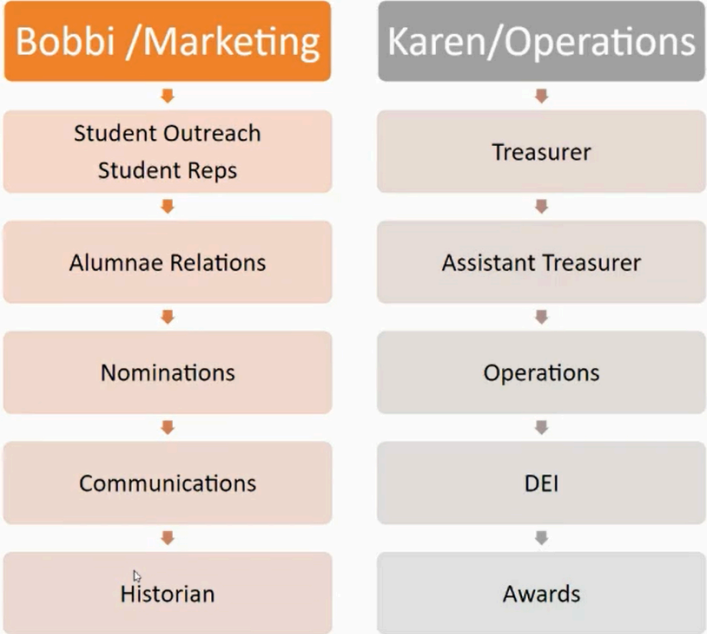 Bobbi /Marketing
Student Outreach
Student Reps
Alumnae Relations
Nominations
Communications
Historian
Karen/Operations
Treasurer
Assistant Treasurer
Operations
DEI
Awards